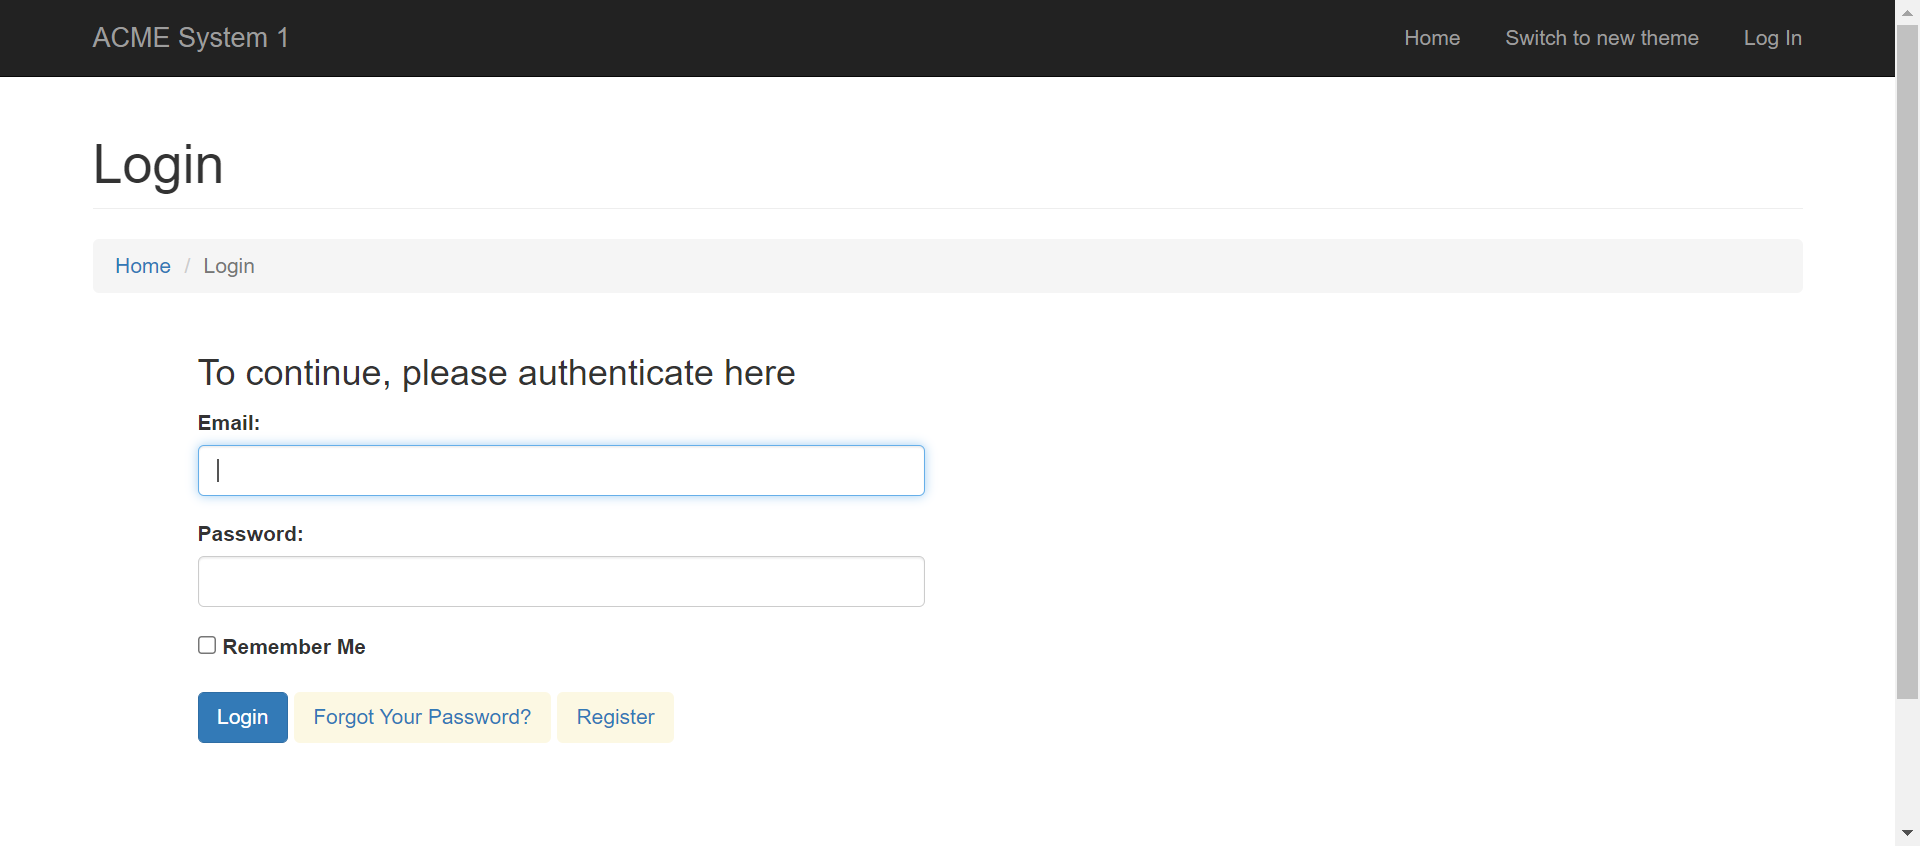 ACME System 1 Home Switch to new theme Log In
Login
Home / Login
To continue, please authenticate here
Email:
Password:
Remember Me
Login Forgot Your Password? Register